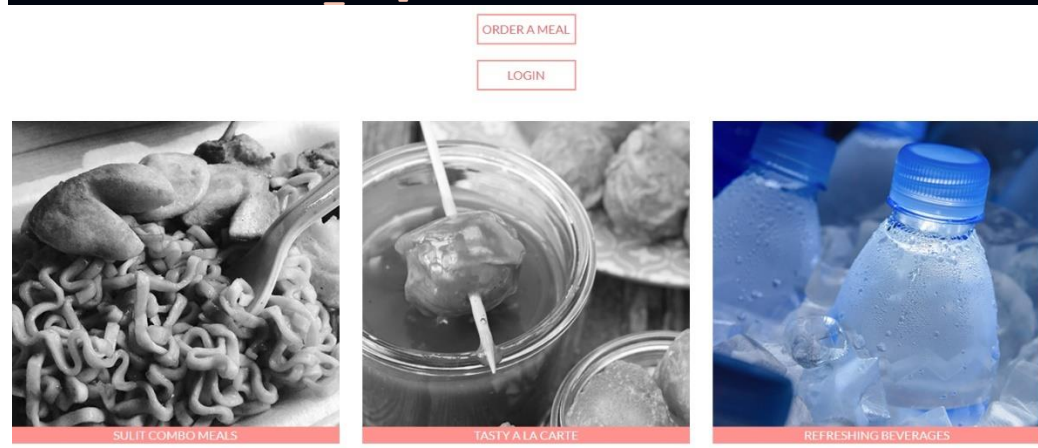 ORDER A MEAL
LOGIN
SULIT COMBO MEALS
TASTY A LA CARTE
REFRESHING BEVERAGES